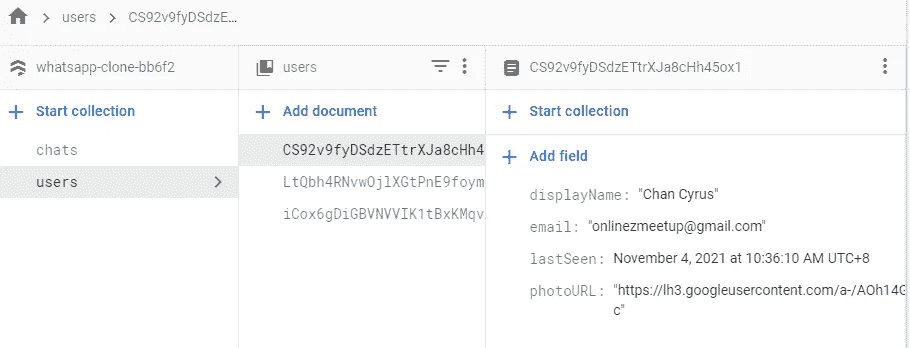 users > CS92v9fyDSdzE…
whatsapp-clone-bb6f2
users
CS92v9fyDSdzETtrXJa8cHh45ox1
+ Start collection
+ Add document
+ Start collection
chats
users
CS92v9fyDSdzETtrXJa8cHh4
LtQbh4RNvwOjlXGtPnE9foym
iCox6gDiGBVNVVIK1tBxKMqv
+ Add field
displayName: "Chan Cyrus"
email: "onlinezmeetup@gmail.com"
lastSeen: November 4, 2021 at 10:36:10 AM UTC+8
photoURL: "https://lh3.googleusercontent.com/a-/AOh14G
c"